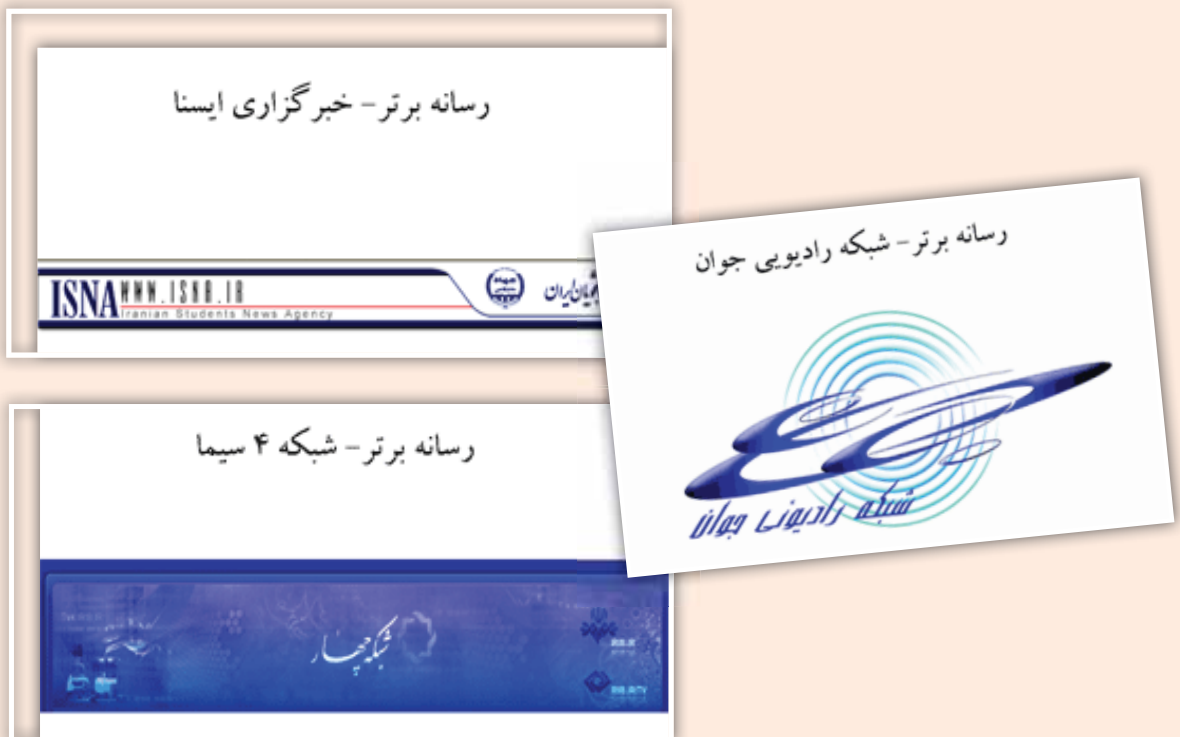 رسانه برتر – خبرگزاری ایسنا
ISNA
WWW.ISNA.IR
Iranian Students News Agency
رسانه برتر – شبکه رادیویی جوان
شبکه رادیوئی جوان
رسانه برتر – شبکه ۴ سیما
شبکه چهار